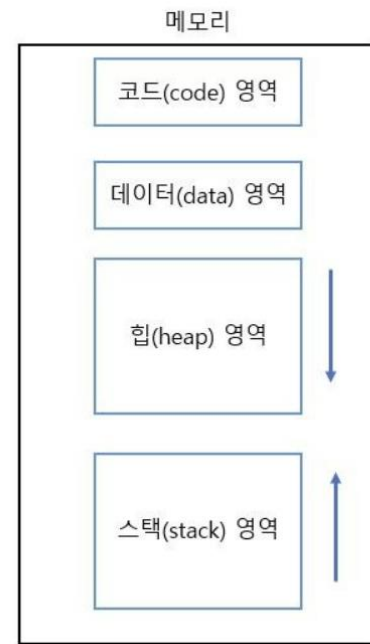 메모리
코드(code) 영역
데이터(data) 영역
힙(heap) 영역
스택(stack) 영역